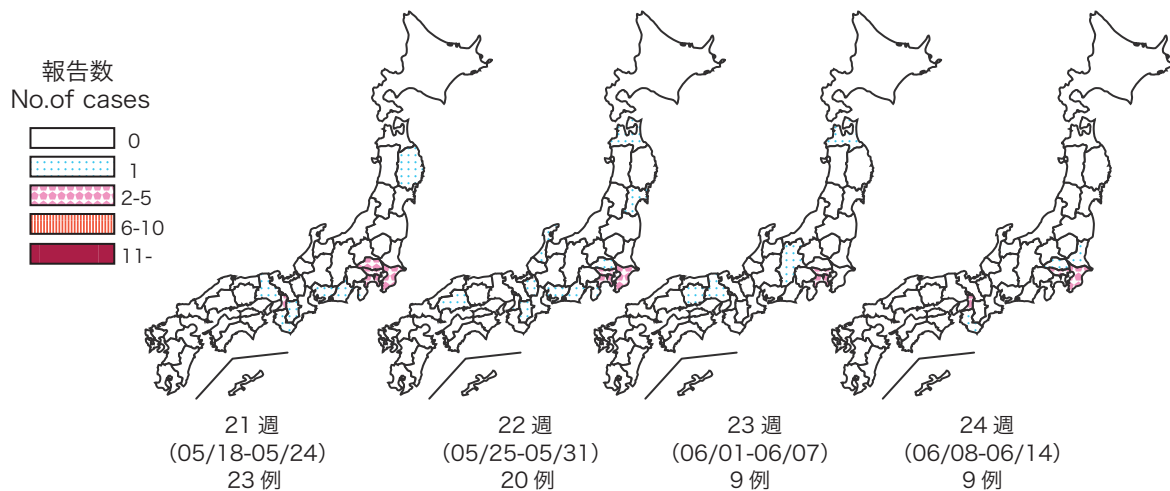 報告数
No.of cases
0
1
2-5
6-10
11-
21 週
(05/18-05/24)
23 例
22 週
(05/25-05/31)
20 例
23 週
(06/01-06/07)
9 例
24 週
(06/08-06/14)
9 例